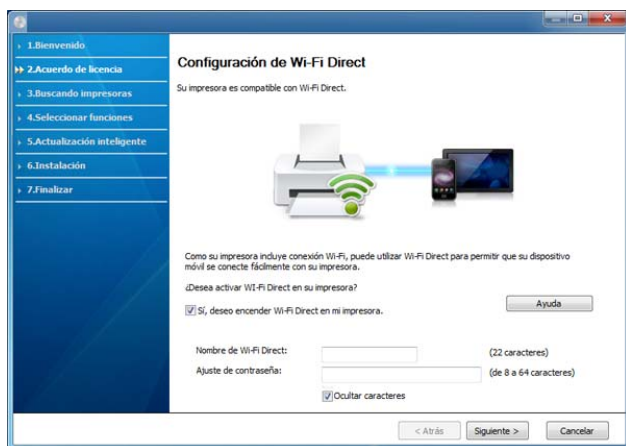 1.Bienvenido
2.Acuerdo de licencia
3.Buscando impresoras
4.Seleccionar funciones
5.Actualización inteligente
6.Instalación
7.Finalizar
Configuración de Wi-Fi Direct
Su impresora es compatible con Wi-Fi Direct.
Como su impresora incluye conexión Wi-Fi, puede utilizar Wi-Fi Direct para permitir que su dispositivo
móvil se conecte fácilmente con su impresora.
¿Desea activar WI-Fi Direct en su impresora?
Sí, deseo encender Wi-Fi Direct en mi impresora.
Ayuda
Nombre de Wi-Fi Direct: (22 caracteres)
Ajuste de contraseña: (de 8 a 64 caracteres)
Ocultar caracteres
< Atrás Siguiente > Cancelar